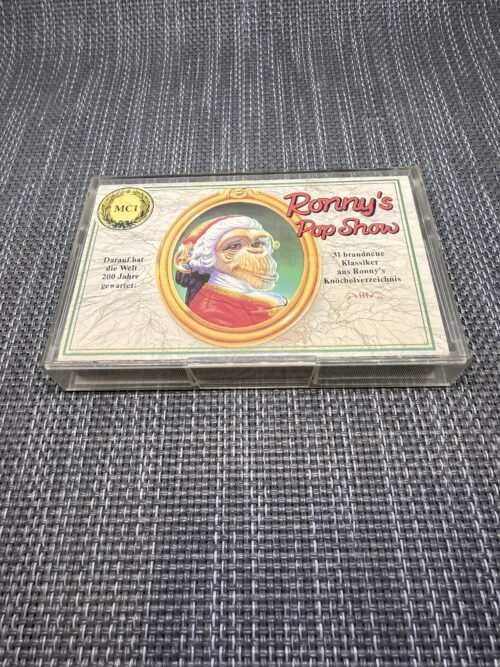 MC1
Ronny's
Pop Show
Darauf hat
die Welt
200 Jahre
gewartet:
31 brandneue
Klassiker
aus Ronny's
Knöchelverzeichnis